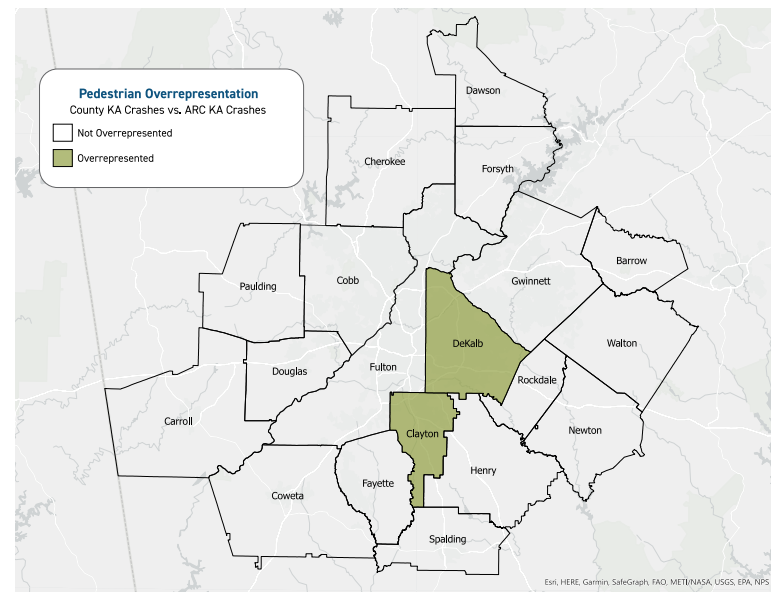 Pedestrian Overrepresentation
County KA Crashes vs. ARC KA Crashes
Not Overrepresented
Overrepresented
Dawson
Cherokee
Forsyth
Barrow
Paulding
Cobb
Gwinnett
DeKalb
Walton
Douglas
Fulton
Rockdale
Carroll
Clayton
Newton
Henry
Fayette
Coweta
Spalding
Esri, HERE, Garmin, SafeGraph, FAO, METI/NASA, USGS, EPA, NPS